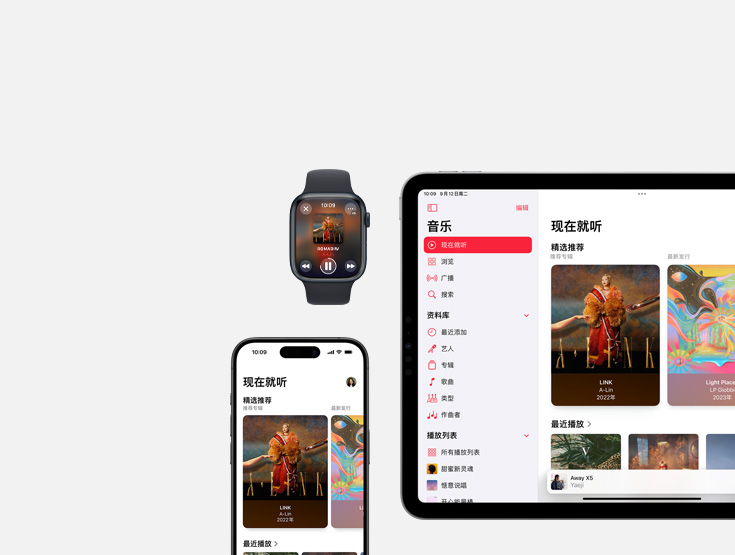 10:09
10:09
现在就听
精选推荐
推荐专辑
最新发行
LINK
A-Lin
2022年
最近播放
10:09 9月12日周二
编辑
音乐
现在就听
浏览
广播
搜索
资料库
最近添加
艺人
专辑
歌曲
类型
作曲者
播放列表
所有播放列表
甜蜜新灵魂
惬意说唱
现在就听
精选推荐
推荐专辑
最新发行
LINK
A-Lin
2022年
Light Place
LP Giobbi
2023年
最近播放
Away X5
Yaeji